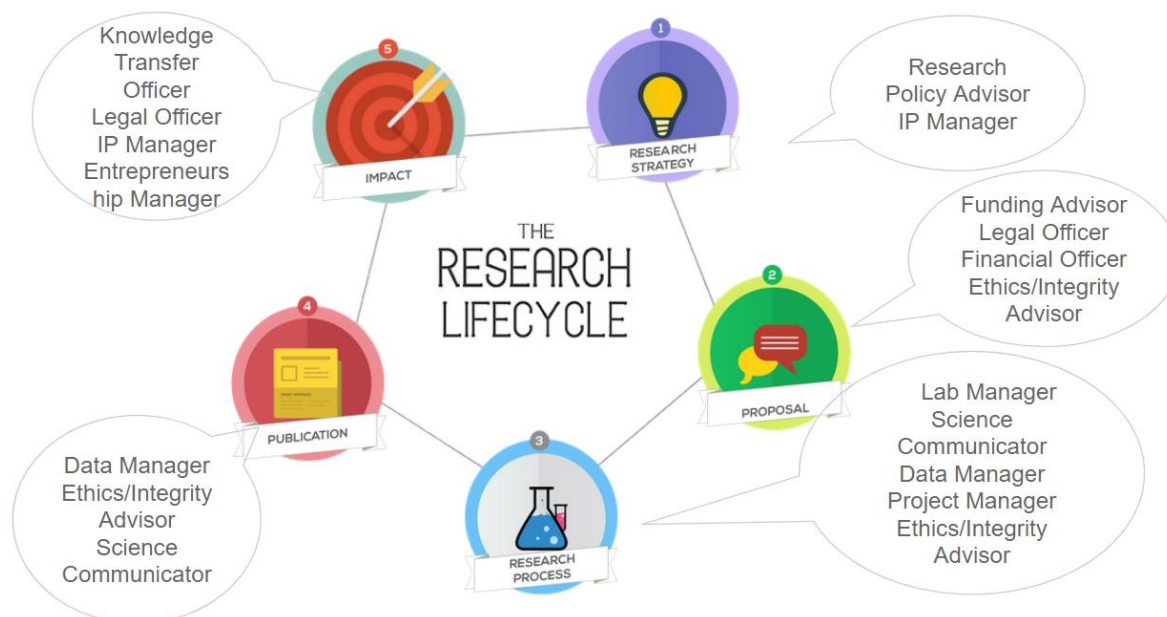 Knowledge
Transfer
Officer
Legal Officer
IP Manager
Entrepreneurs
hip Manager
5
IMPACT
1
RESEARCH
STRATEGY
Research
Policy Advisor
IP Manager
THE
RESEARCH
LIFECYCLE
Funding Advisor
Legal Officer
Financial Officer
Ethics/Integrity
Advisor
2
PROPOSAL
Lab Manager
Science
Communicator
Data Manager
Project Manager
Ethics/Integrity
Advisor
3
RESEARCH
PROCESS
4
PUBLICATION
Data Manager
Ethics/Integrity
Advisor
Science
Communicator